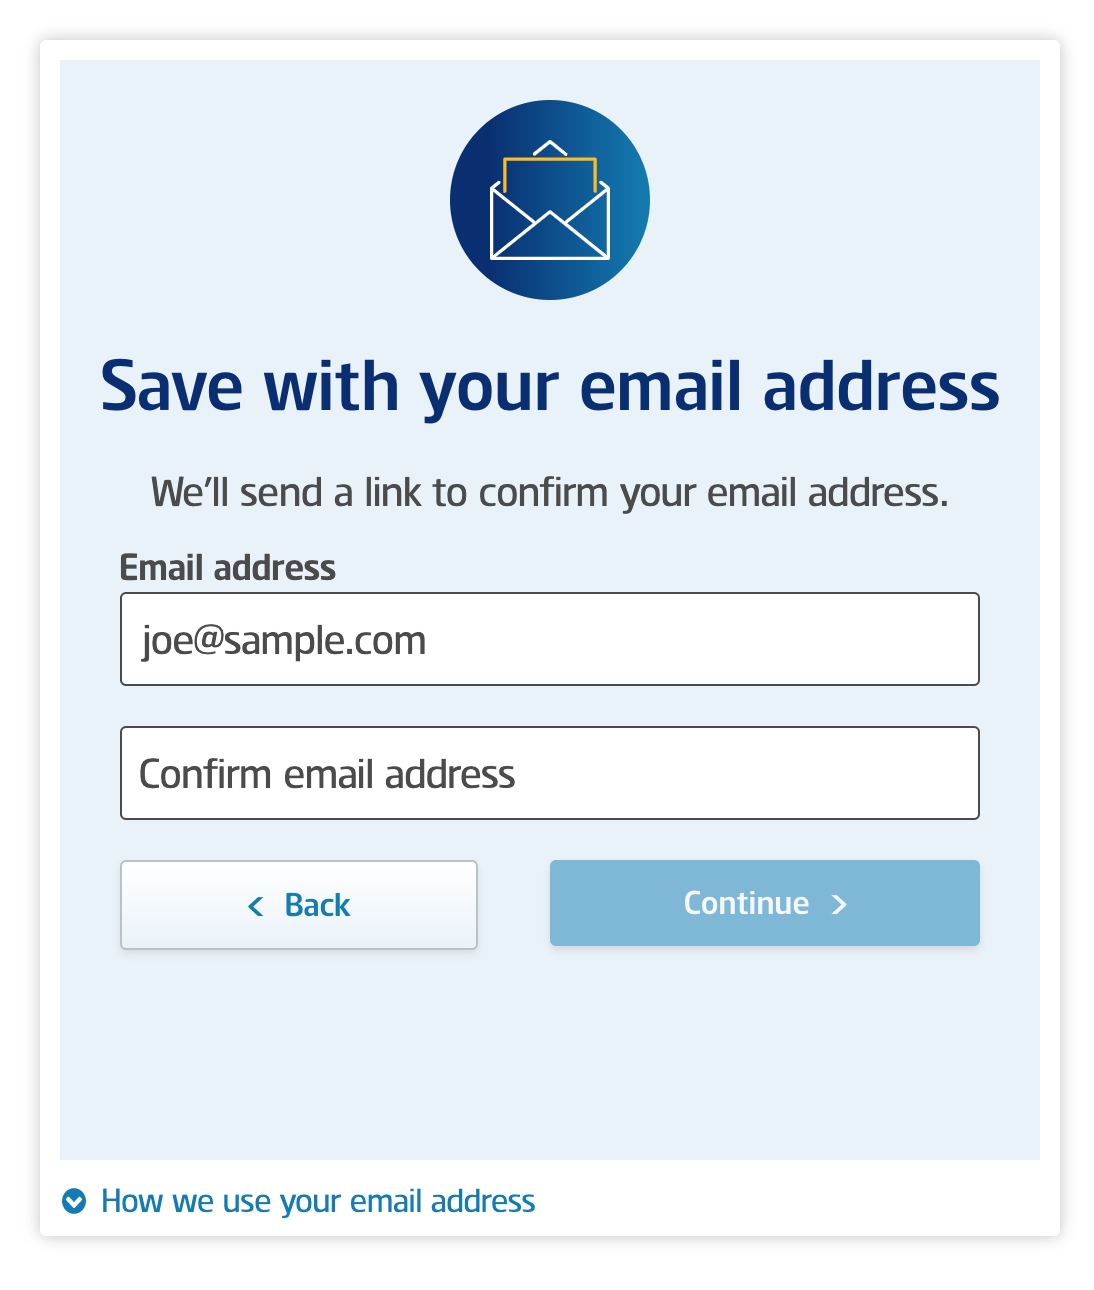 Save with your email address
We’ll send a link to confirm your email address.
Email address
joe@sample.com
Confirm email address
Back
Continue
How we use your email address